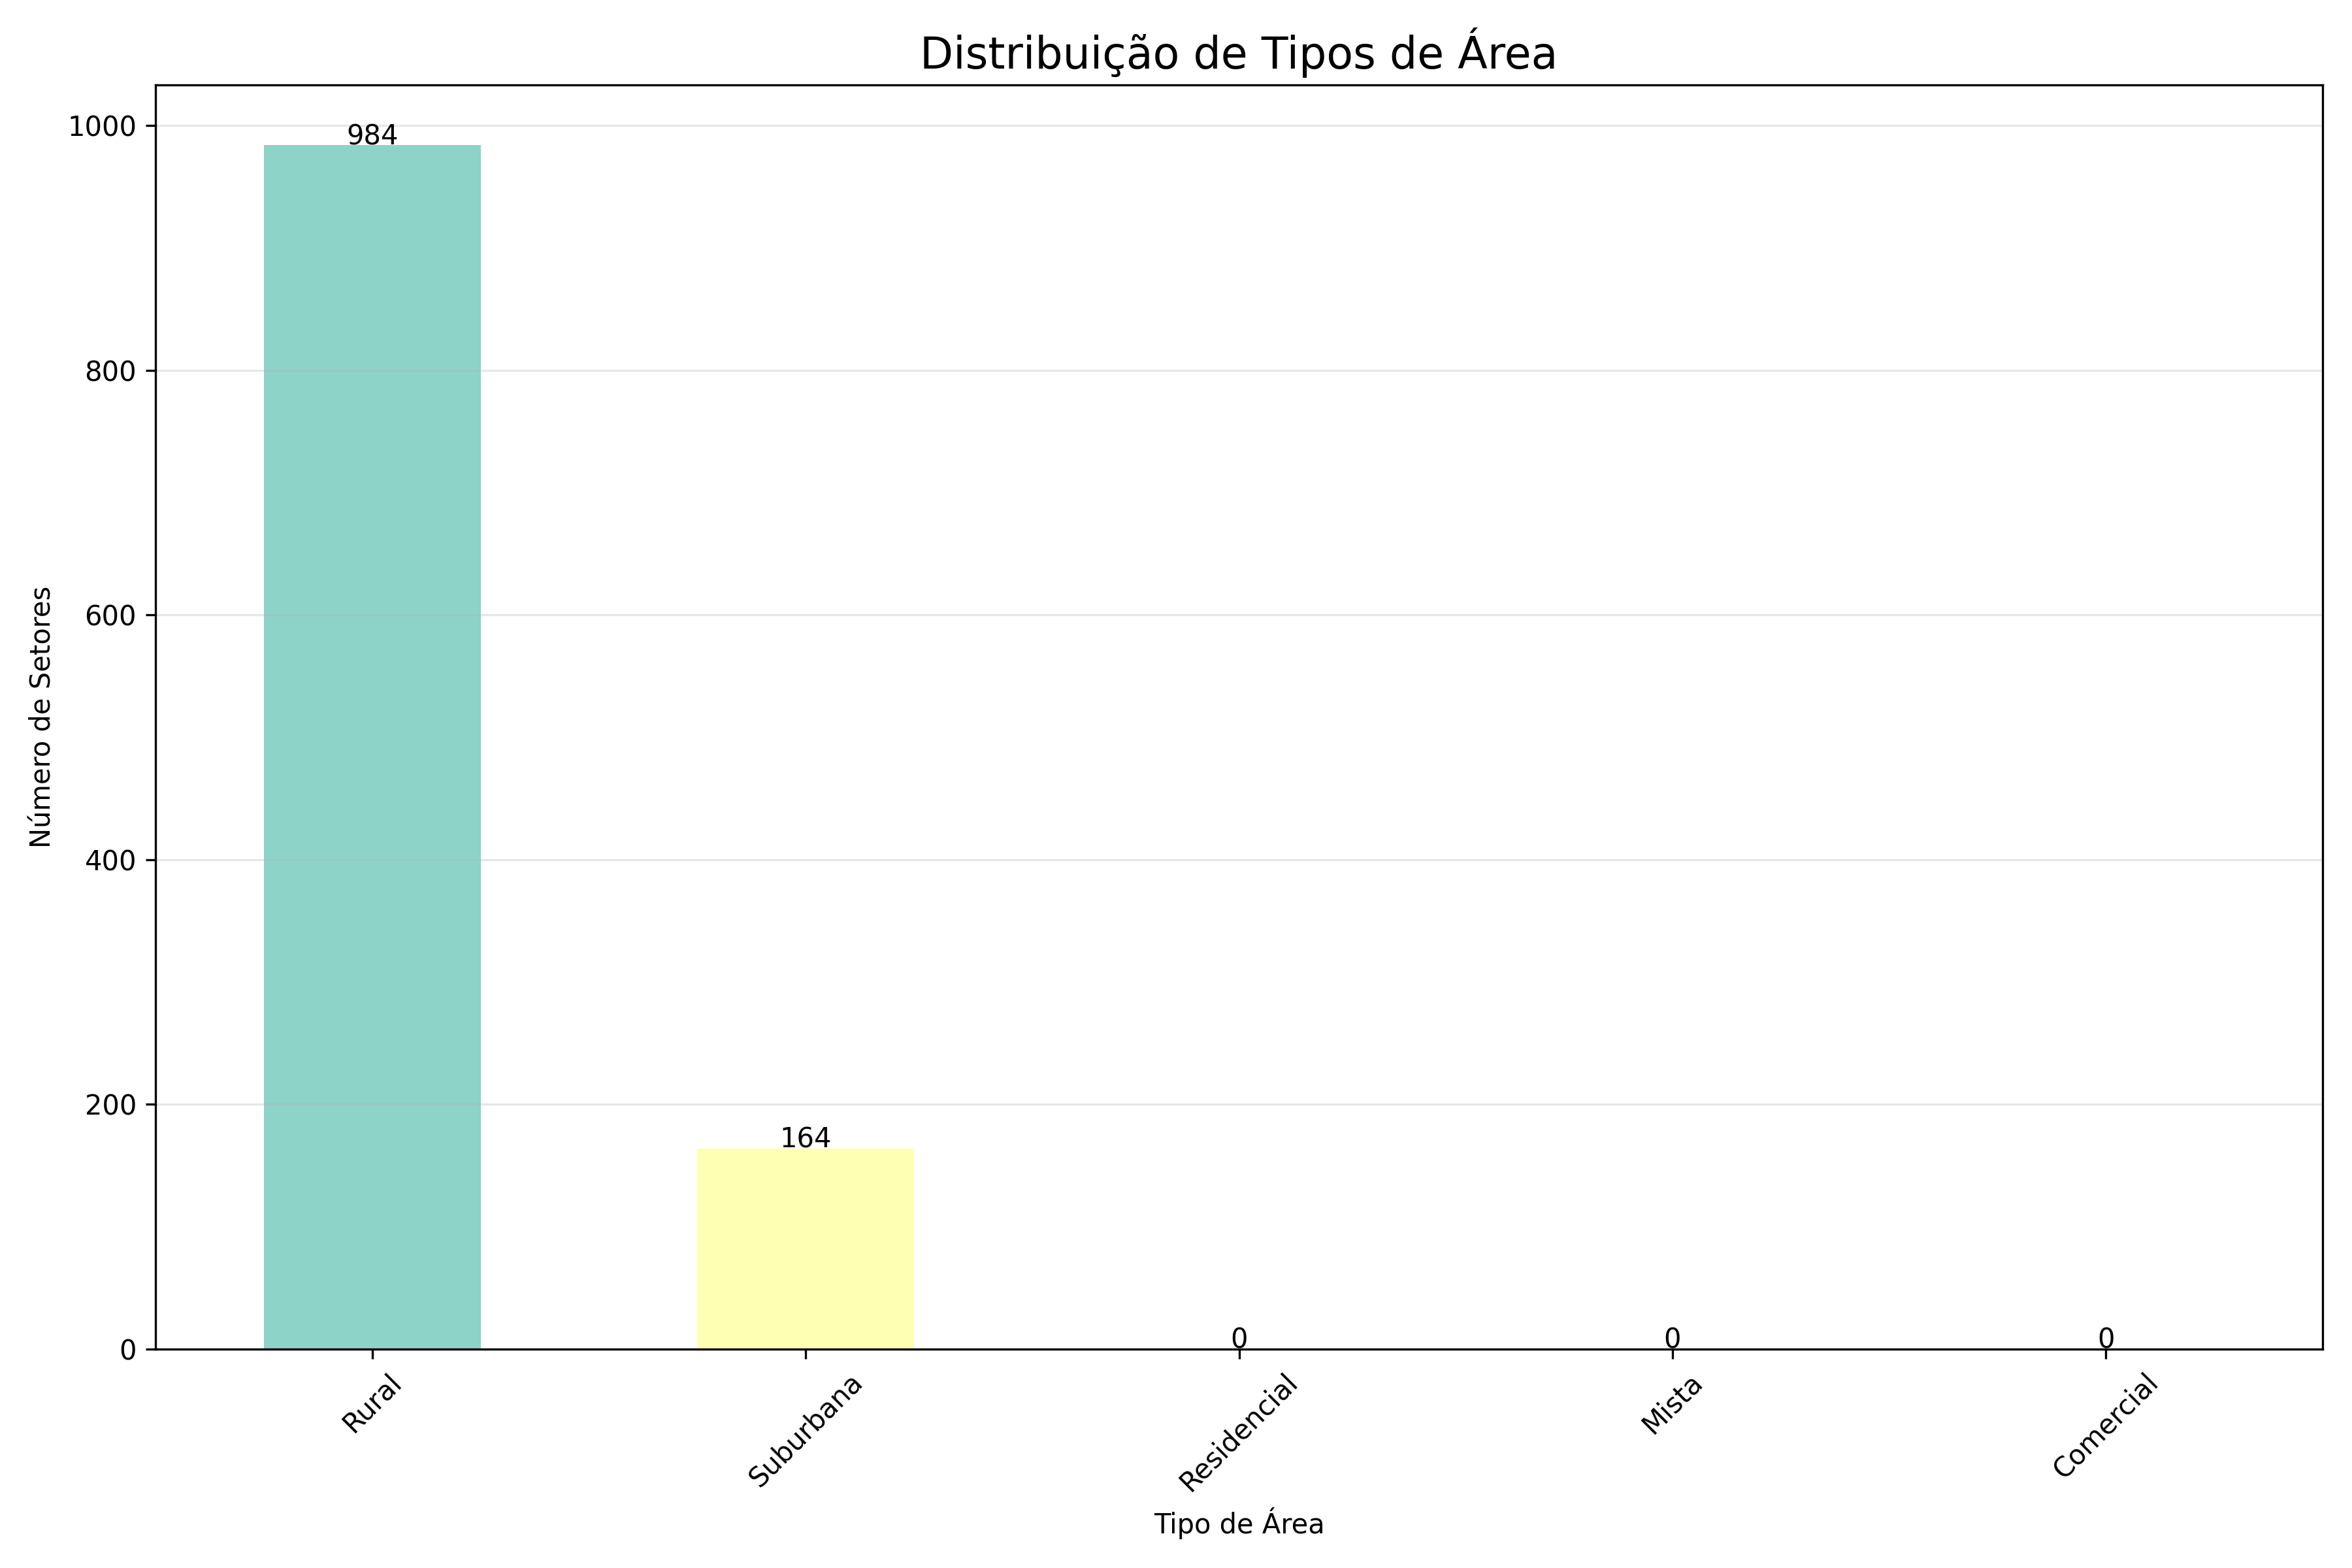 Distribuição de Tipos de Área
Número de Setores
1000
800
600
400
200
0
984
164
0
0
0
Rural
Suburbana
Residencial
Mista
Comercial
Tipo de Área